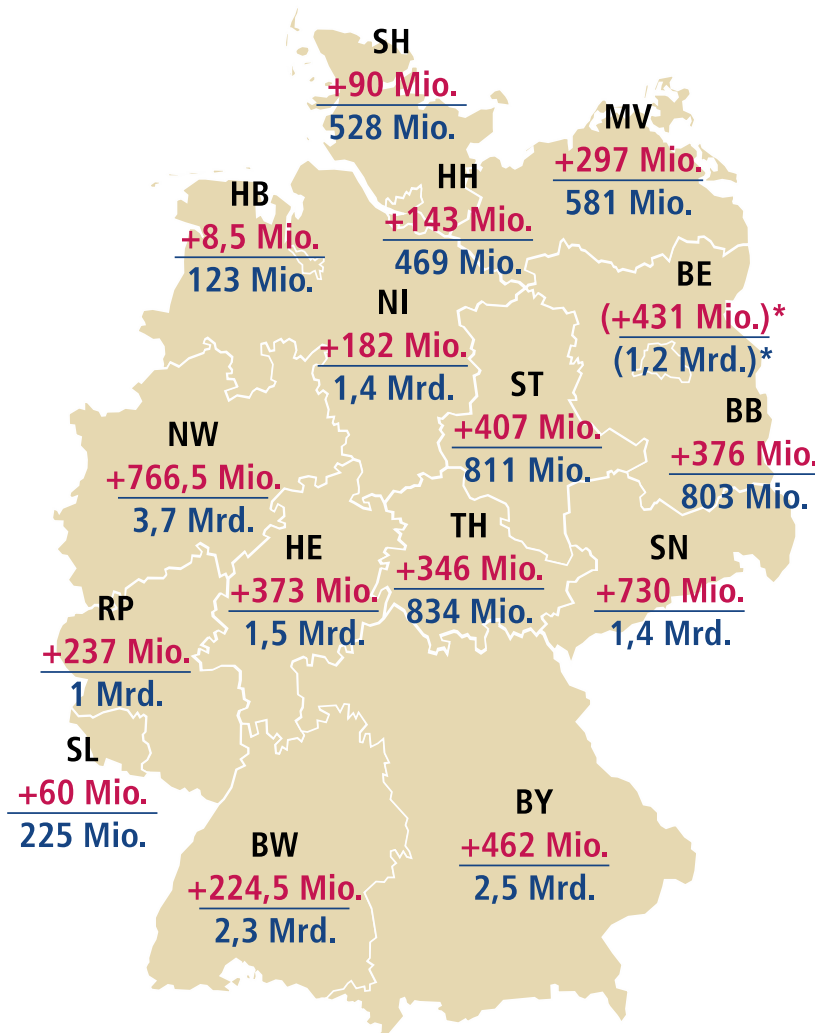 SH
+90 Mio.
528 Mio.
MV
+297 Mio.
581 Mio.
HH
+143 Mio.
469 Mio.
HB
+8,5 Mio.
123 Mio.
BE
(+431 Mio.)*
(1,2 Mrd.)*
NI
+182 Mio.
1,4 Mrd.
ST
+407 Mio.
811 Mio.
BB
+376 Mio.
803 Mio.
NW
+766,5 Mio.
3,7 Mrd.
HE
+373 Mio.
1,5 Mrd.
TH
+346 Mio.
834 Mio.
SN
+730 Mio.
1,4 Mrd.
RP
+237 Mio.
1 Mrd.
SL
+60 Mio.
225 Mio.
BW
+224,5 Mio.
2,3 Mrd.
BY
+462 Mio.
2,5 Mrd.